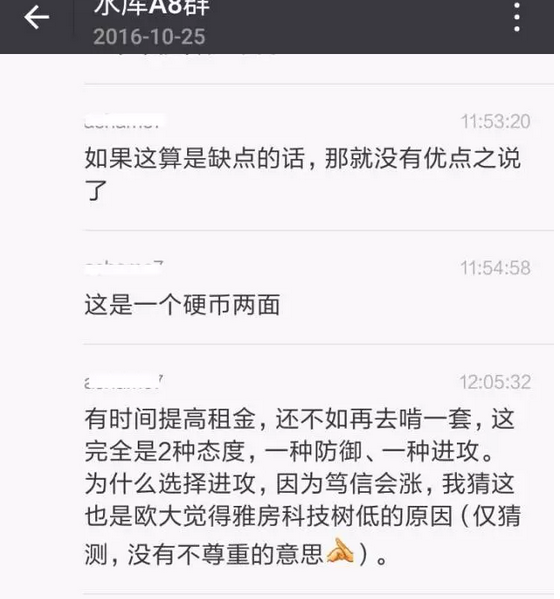 水库A8群
2016-10-25
11:53:20
如果这算是缺点的话，那就没有优点之说
了
11:54:58
这是一个硬币两面
12:05:32
有时间提高租金，还不如再去啃一套，这
完全是2种态度，一种防御、一种进攻。
为什么选择进攻，因为笃信会涨，我猜这
也是欧大觉得雅房科技树低的原因（仅猜
测，没有不尊重的意思）。